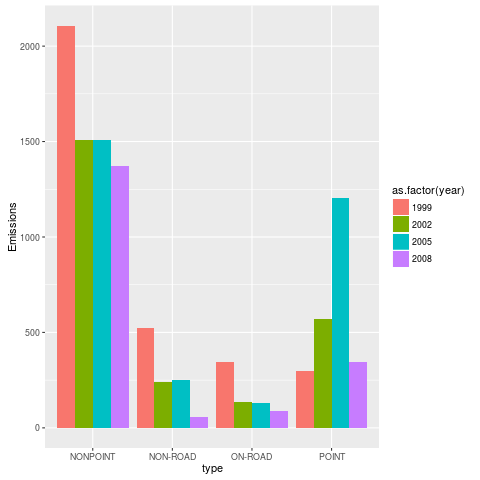 2000
1500
1000
500
0
Emissions
NONPOINT NON-ROAD ON-ROAD POINT
type
as.factor(year)
1999
2002
2005
2008